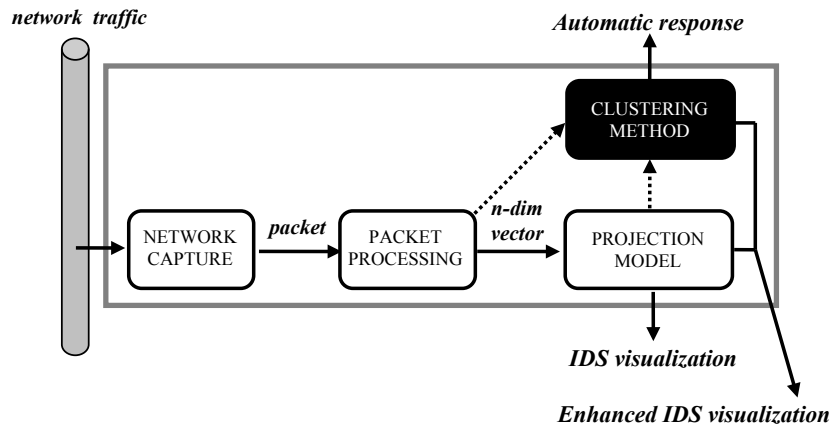 network traffic
Automatic response
CLUSTERING
METHOD
NETWORK
CAPTURE
packet
PACKET
PROCESSING
n-dim
vector
PROJECTION
MODEL
IDS visualization
Enhanced IDS visualization